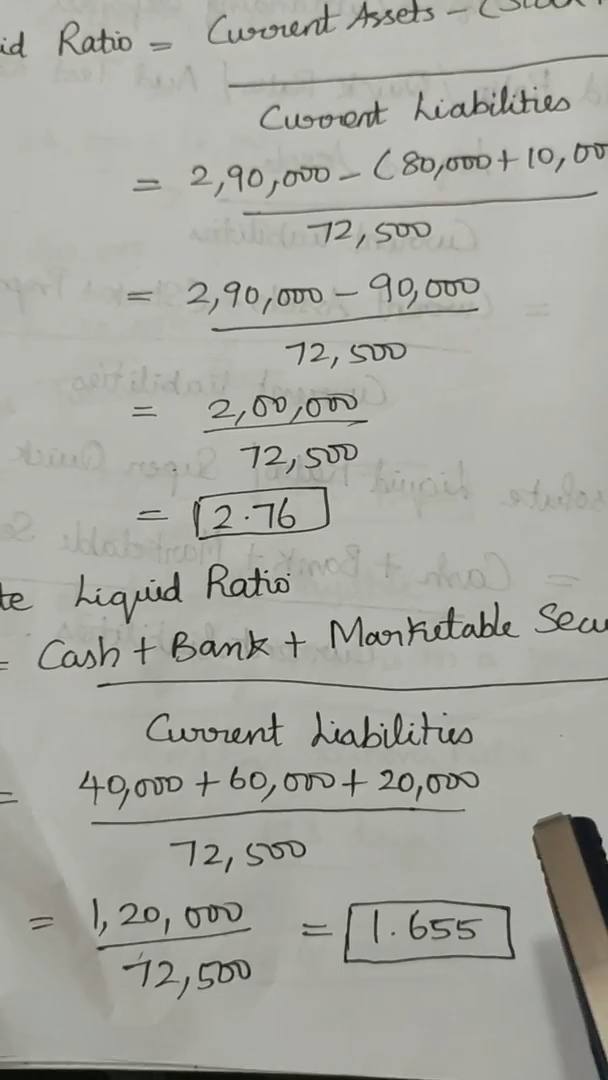 id Ratio = Current Assets - (Stock
Current Liabilities
= 2,90,000 - (80,000 + 10,00
72,500
= 2,90,000 - 90,000
72,500
= 2,00,000
72,500
= 2.76
te Liquid Ratio
= Cash + Bank + Marketable Secu
Current Liabilities
= 40,000 + 60,000 + 20,000
72,500
= 1,20,000 = 1.655
72,500